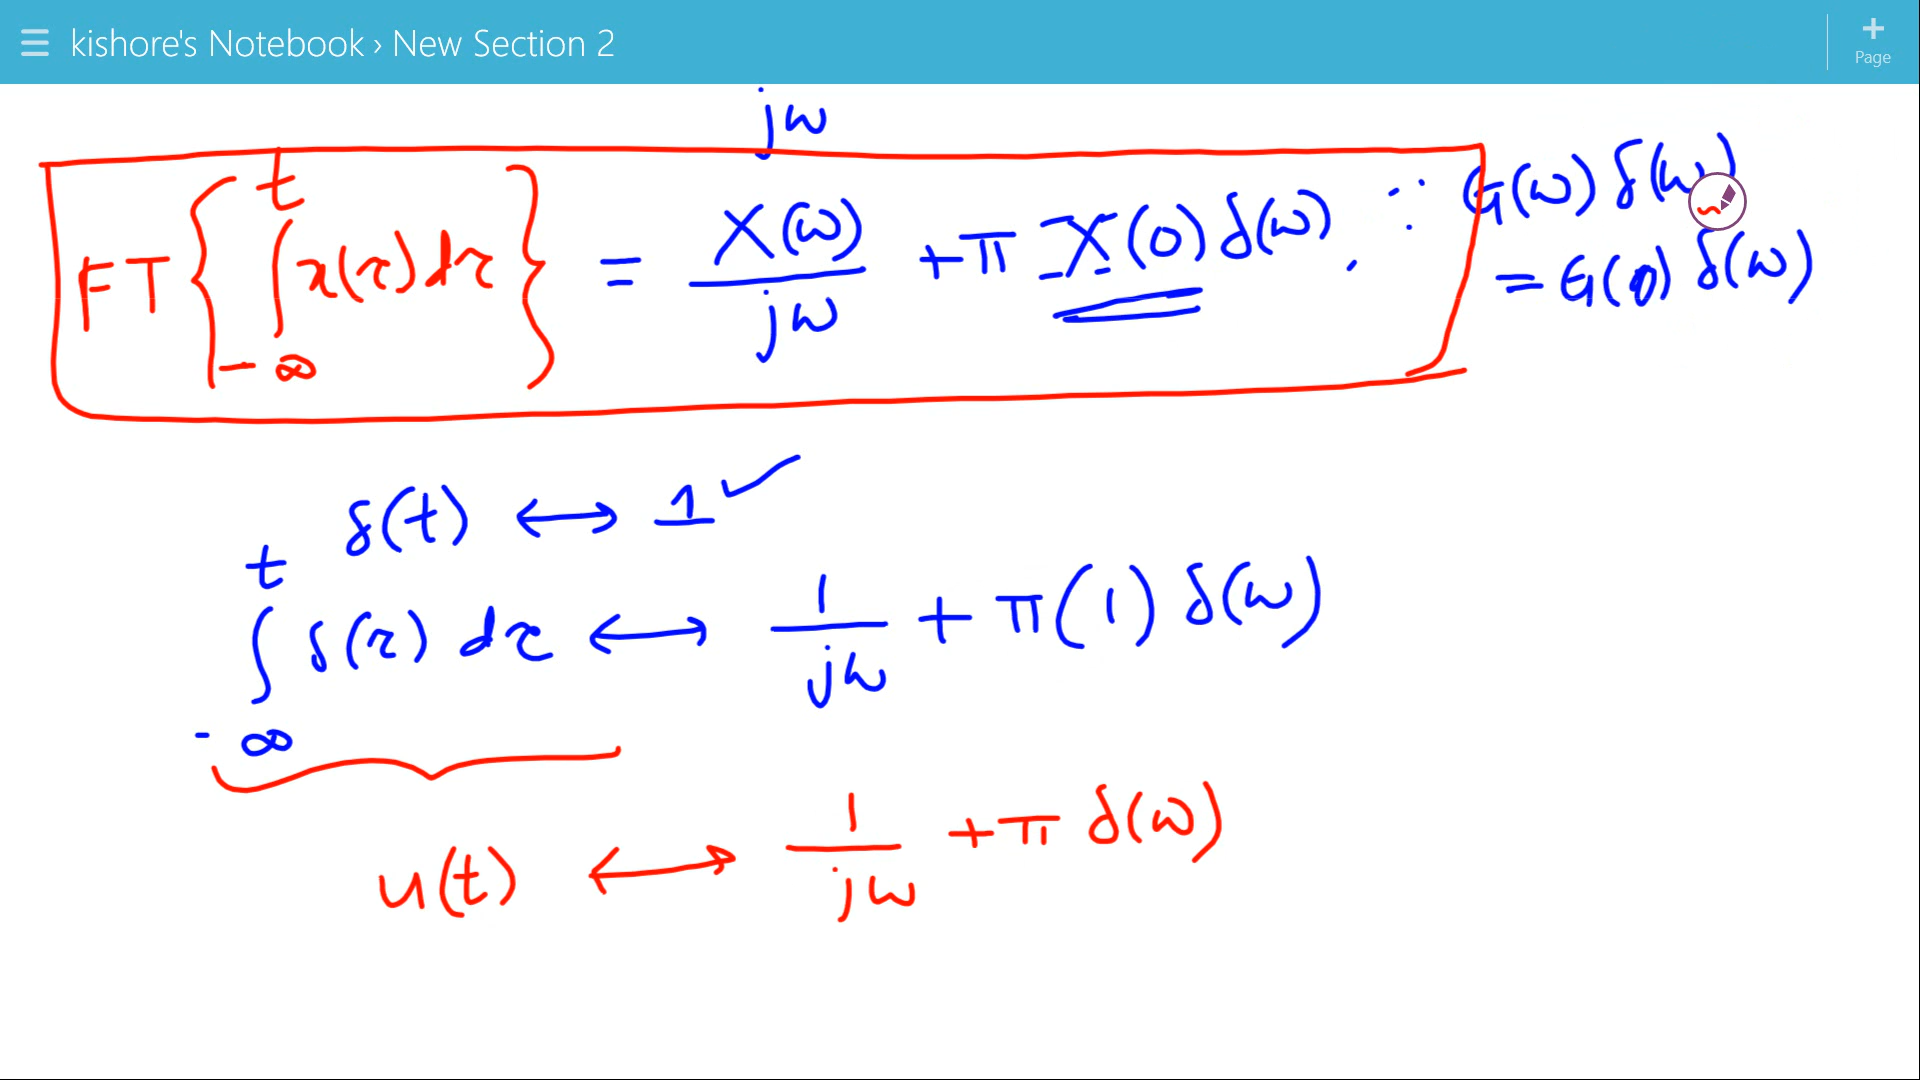 kishore's Notebook › New Section 2
+ Page
jω
FT { ∫_{-∞}^{t} x(τ) dτ } = X(ω)/jω + π X(0) δ(ω). ∵ G(ω) δ(ω)
= G(0) δ(ω)
δ(t) ↔ 1 ✓
∫_{-∞}^{t} δ(τ) dτ ↔ 1/jω + π(1) δ(ω)
u(t) ↔ 1/jω + π δ(ω)